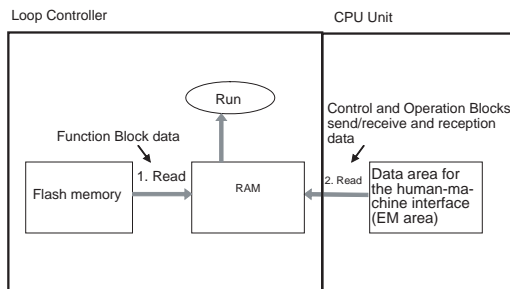 Loop Controller
CPU Unit
Run
Control and Operation Blocks
send/receive and reception
data
Function Block data
1. Read
Flash memory
RAM
2. Read
Data area for
the human-ma-
chine interface
(EM area)